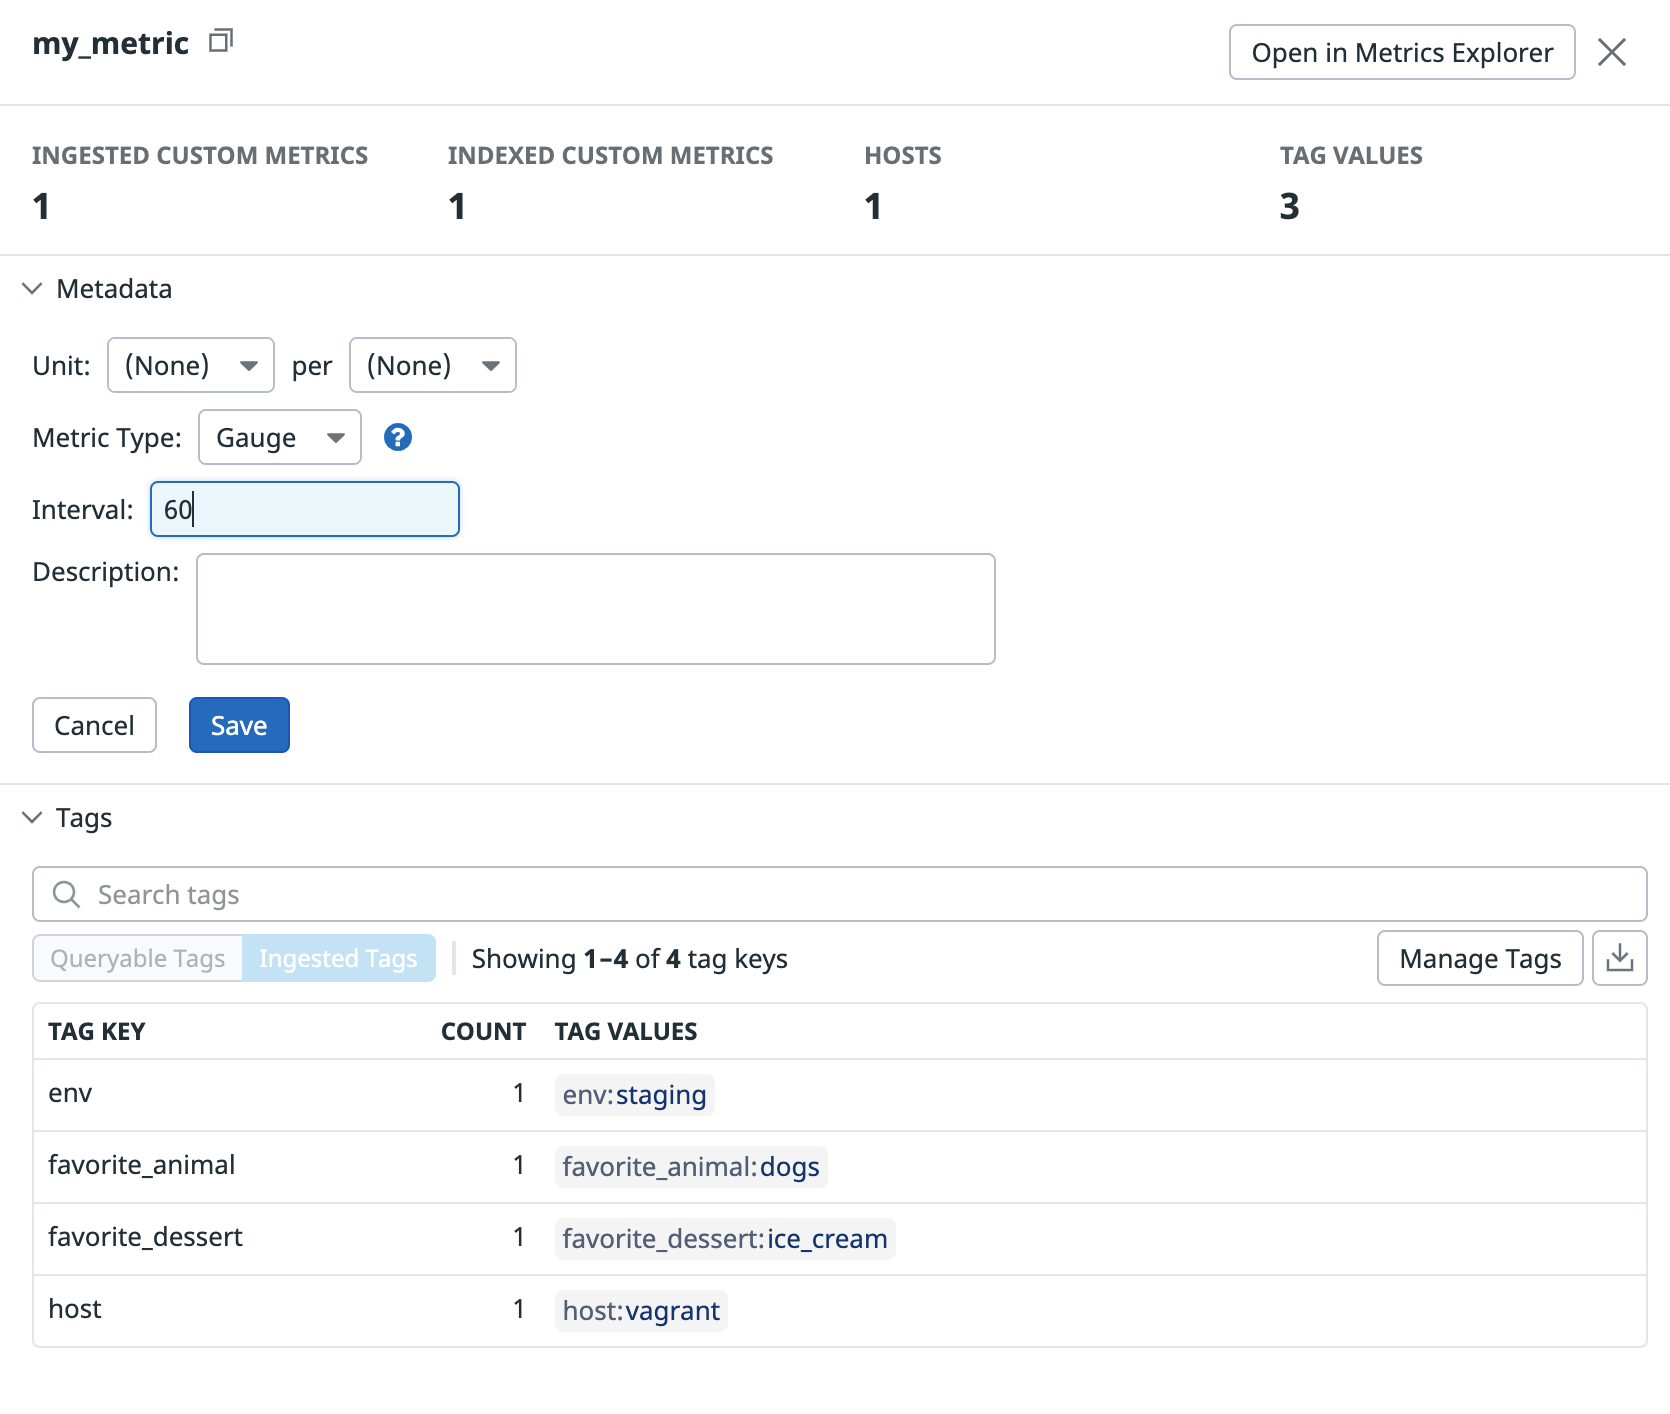 my_metric
Open in Metrics Explorer
INGESTED CUSTOM METRICS
1
INDEXED CUSTOM METRICS
1
HOSTS
1
TAG VALUES
3
Metadata
Unit: (None) per (None)
Metric Type: Gauge ?
Interval: 60
Description:
Cancel Save
Tags
Search tags
Queryable Tags Ingested Tags Showing 1–4 of 4 tag keys Manage Tags
TAG KEY COUNT TAG VALUES
env 1 env:staging
favorite_animal 1 favorite_animal:dogs
favorite_dessert 1 favorite_dessert:ice_cream
host 1 host:vagrant